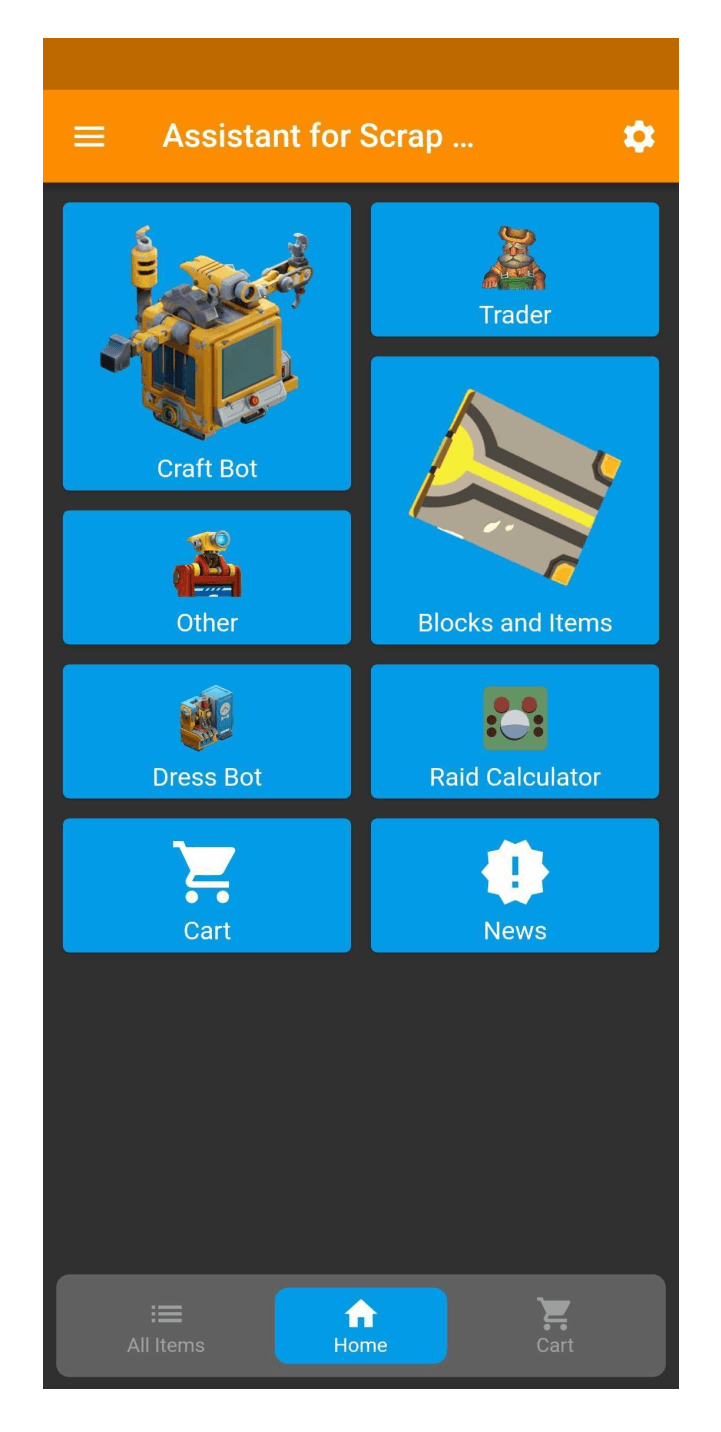 Assistant for Scrap ...
Craft Bot
Trader
Other
Blocks and Items
Dress Bot
Raid Calculator
Cart
News
All Items
Home
Cart